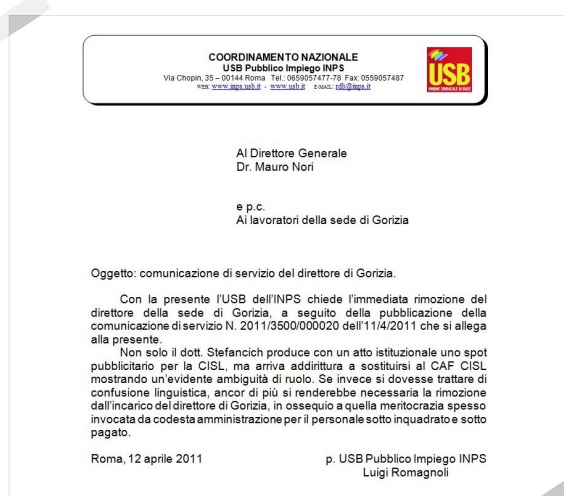 COORDINAMENTO NAZIONALE
USB Pubblico Impiego INPS
Via Chopin, 35 – 00144 Roma Tel.: 0659057477-78 Fax: 0559057487
WEB: www.inps.usb.it - www.usb.it E-MAIL: rdb@inps.it
USB
UNIONE SINDACALE DI BASE
Al Direttore Generale
Dr. Mauro Nori
e p.c.
Ai lavoratori della sede di Gorizia
Oggetto: comunicazione di servizio del direttore di Gorizia.
Con la presente l'USB dell'INPS chiede l'immediata rimozione del
direttore della sede di Gorizia, a seguito della pubblicazione della
comunicazione di servizio N. 2011/3500/000020 dell'11/4/2011 che si allega
alla presente.
Non solo il dott. Stefancich produce con un atto istituzionale uno spot
pubblicitario per la CISL, ma arriva addirittura a sostituirsi al CAF CISL
mostrando un'evidente ambiguità di ruolo. Se invece si dovesse trattare di
confusione linguistica, ancor di più si renderebbe necessaria la rimozione
dall'incarico del direttore di Gorizia, in ossequio a quella meritocrazia spesso
invocata da codesta amministrazione per il personale sotto inquadrato e sotto
pagato.
Roma, 12 aprile 2011 p. USB Pubblico Impiego INPS
Luigi Romagnoli